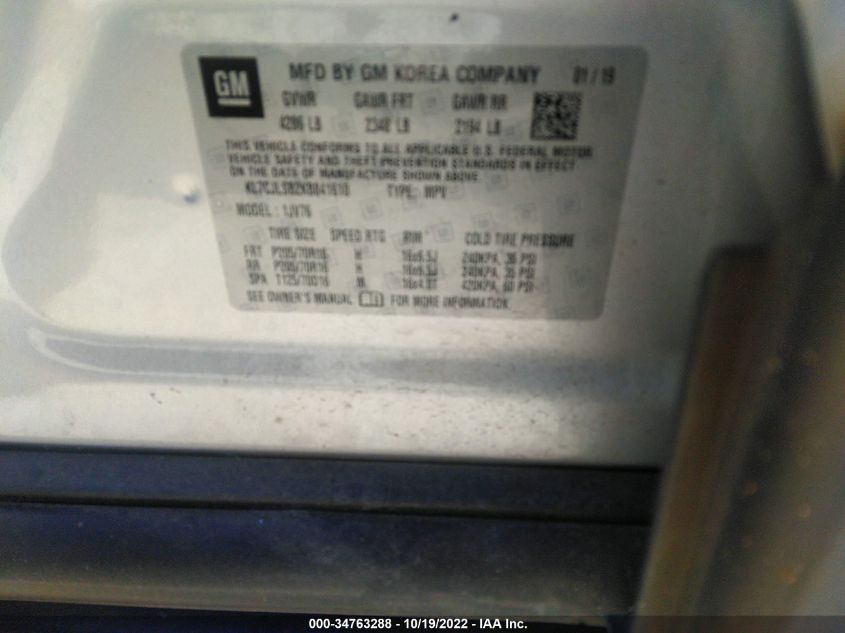 GM
MFD BY GM KOREA COMPANY 01/19
GVWR GAWR FRT GAWR RR
4286 LB 2348 LB 2194 LB
THIS VEHICLE CONFORMS TO ALL APPLICABLE U.S. FEDERAL MOTOR
VEHICLE SAFETY AND THEFT PREVENTION STANDARDS IN EFFECT
ON THE DATE OF MANUFACTURE SHOWN ABOVE.
TYPE: MPV
MODEL: 1JV76
TIRE SIZE SPEED RTG RIM COLD TIRE PRESSURE
FRT P205/70R16 H 16x6.5J 240KPA, 35 PSI
RR P205/70R16 H 16x6.5J 240KPA, 35 PSI
SPA T125/70D16 M 16x4.0T 420KPA, 60 PSI
SEE OWNER'S MANUAL FOR MORE INFORMATION.
000-34763288 - 10/19/2022 - IAA Inc.